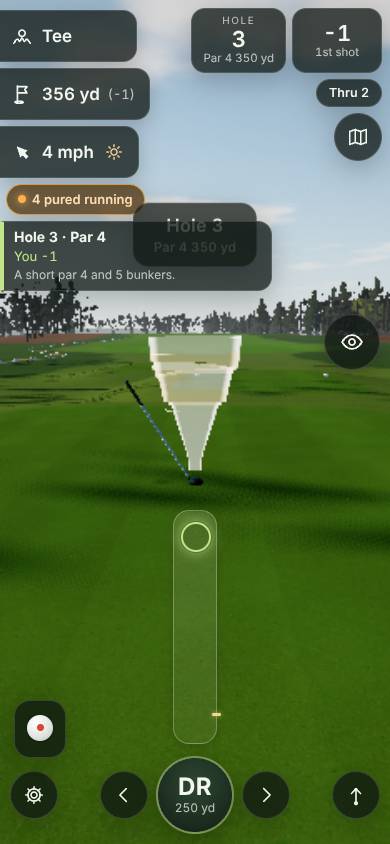 Tee
HOLE
3
Par 4 350 yd
-1
1st shot
356 yd (-1)
Thru 2
4 mph
4 pured running
Hole 3
Par 4 350 yd
Hole 3 · Par 4
You -1
A short par 4 and 5 bunkers.
DR
250 yd